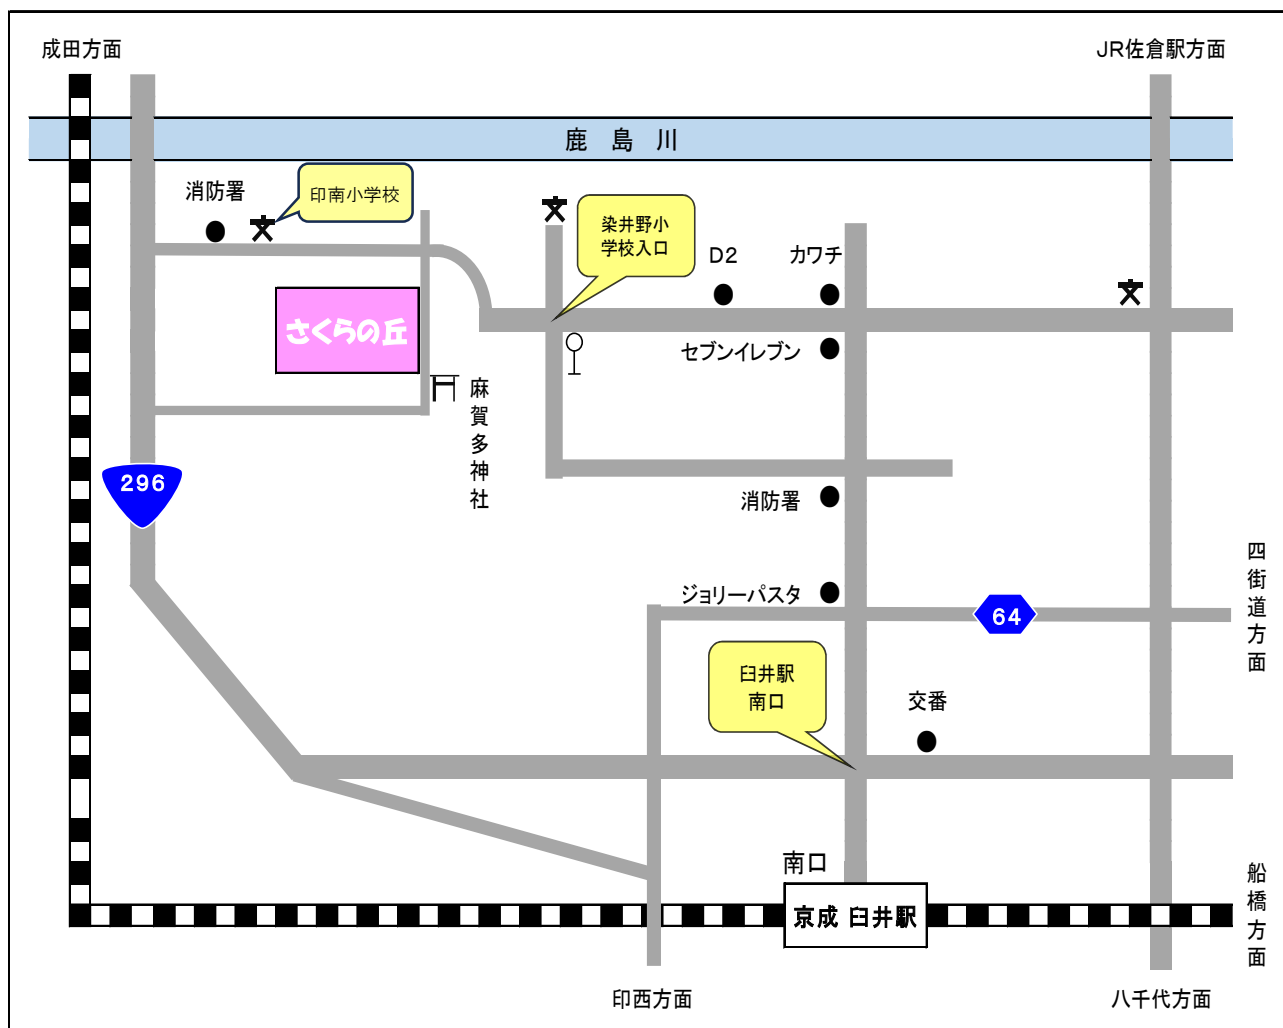 成田方面
JR佐倉駅方面
鹿 島 川
消防署
印南小学校
染井野小
学校入口
D2
カワチ
さくらの丘
セブンイレブン
麻賀多神社
296
消防署
四街道方面
ジョリーパスタ
64
臼井駅
南口
交番
南口
京成 臼井駅
船橋方面
印西方面
八千代方面